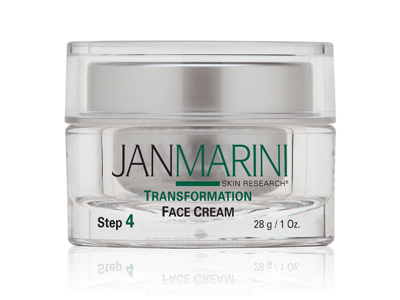 JANMARINI
SKIN RESEARCH®
TRANSFORMATION
FACE CREAM
Step 4
28 g / 1 Oz.